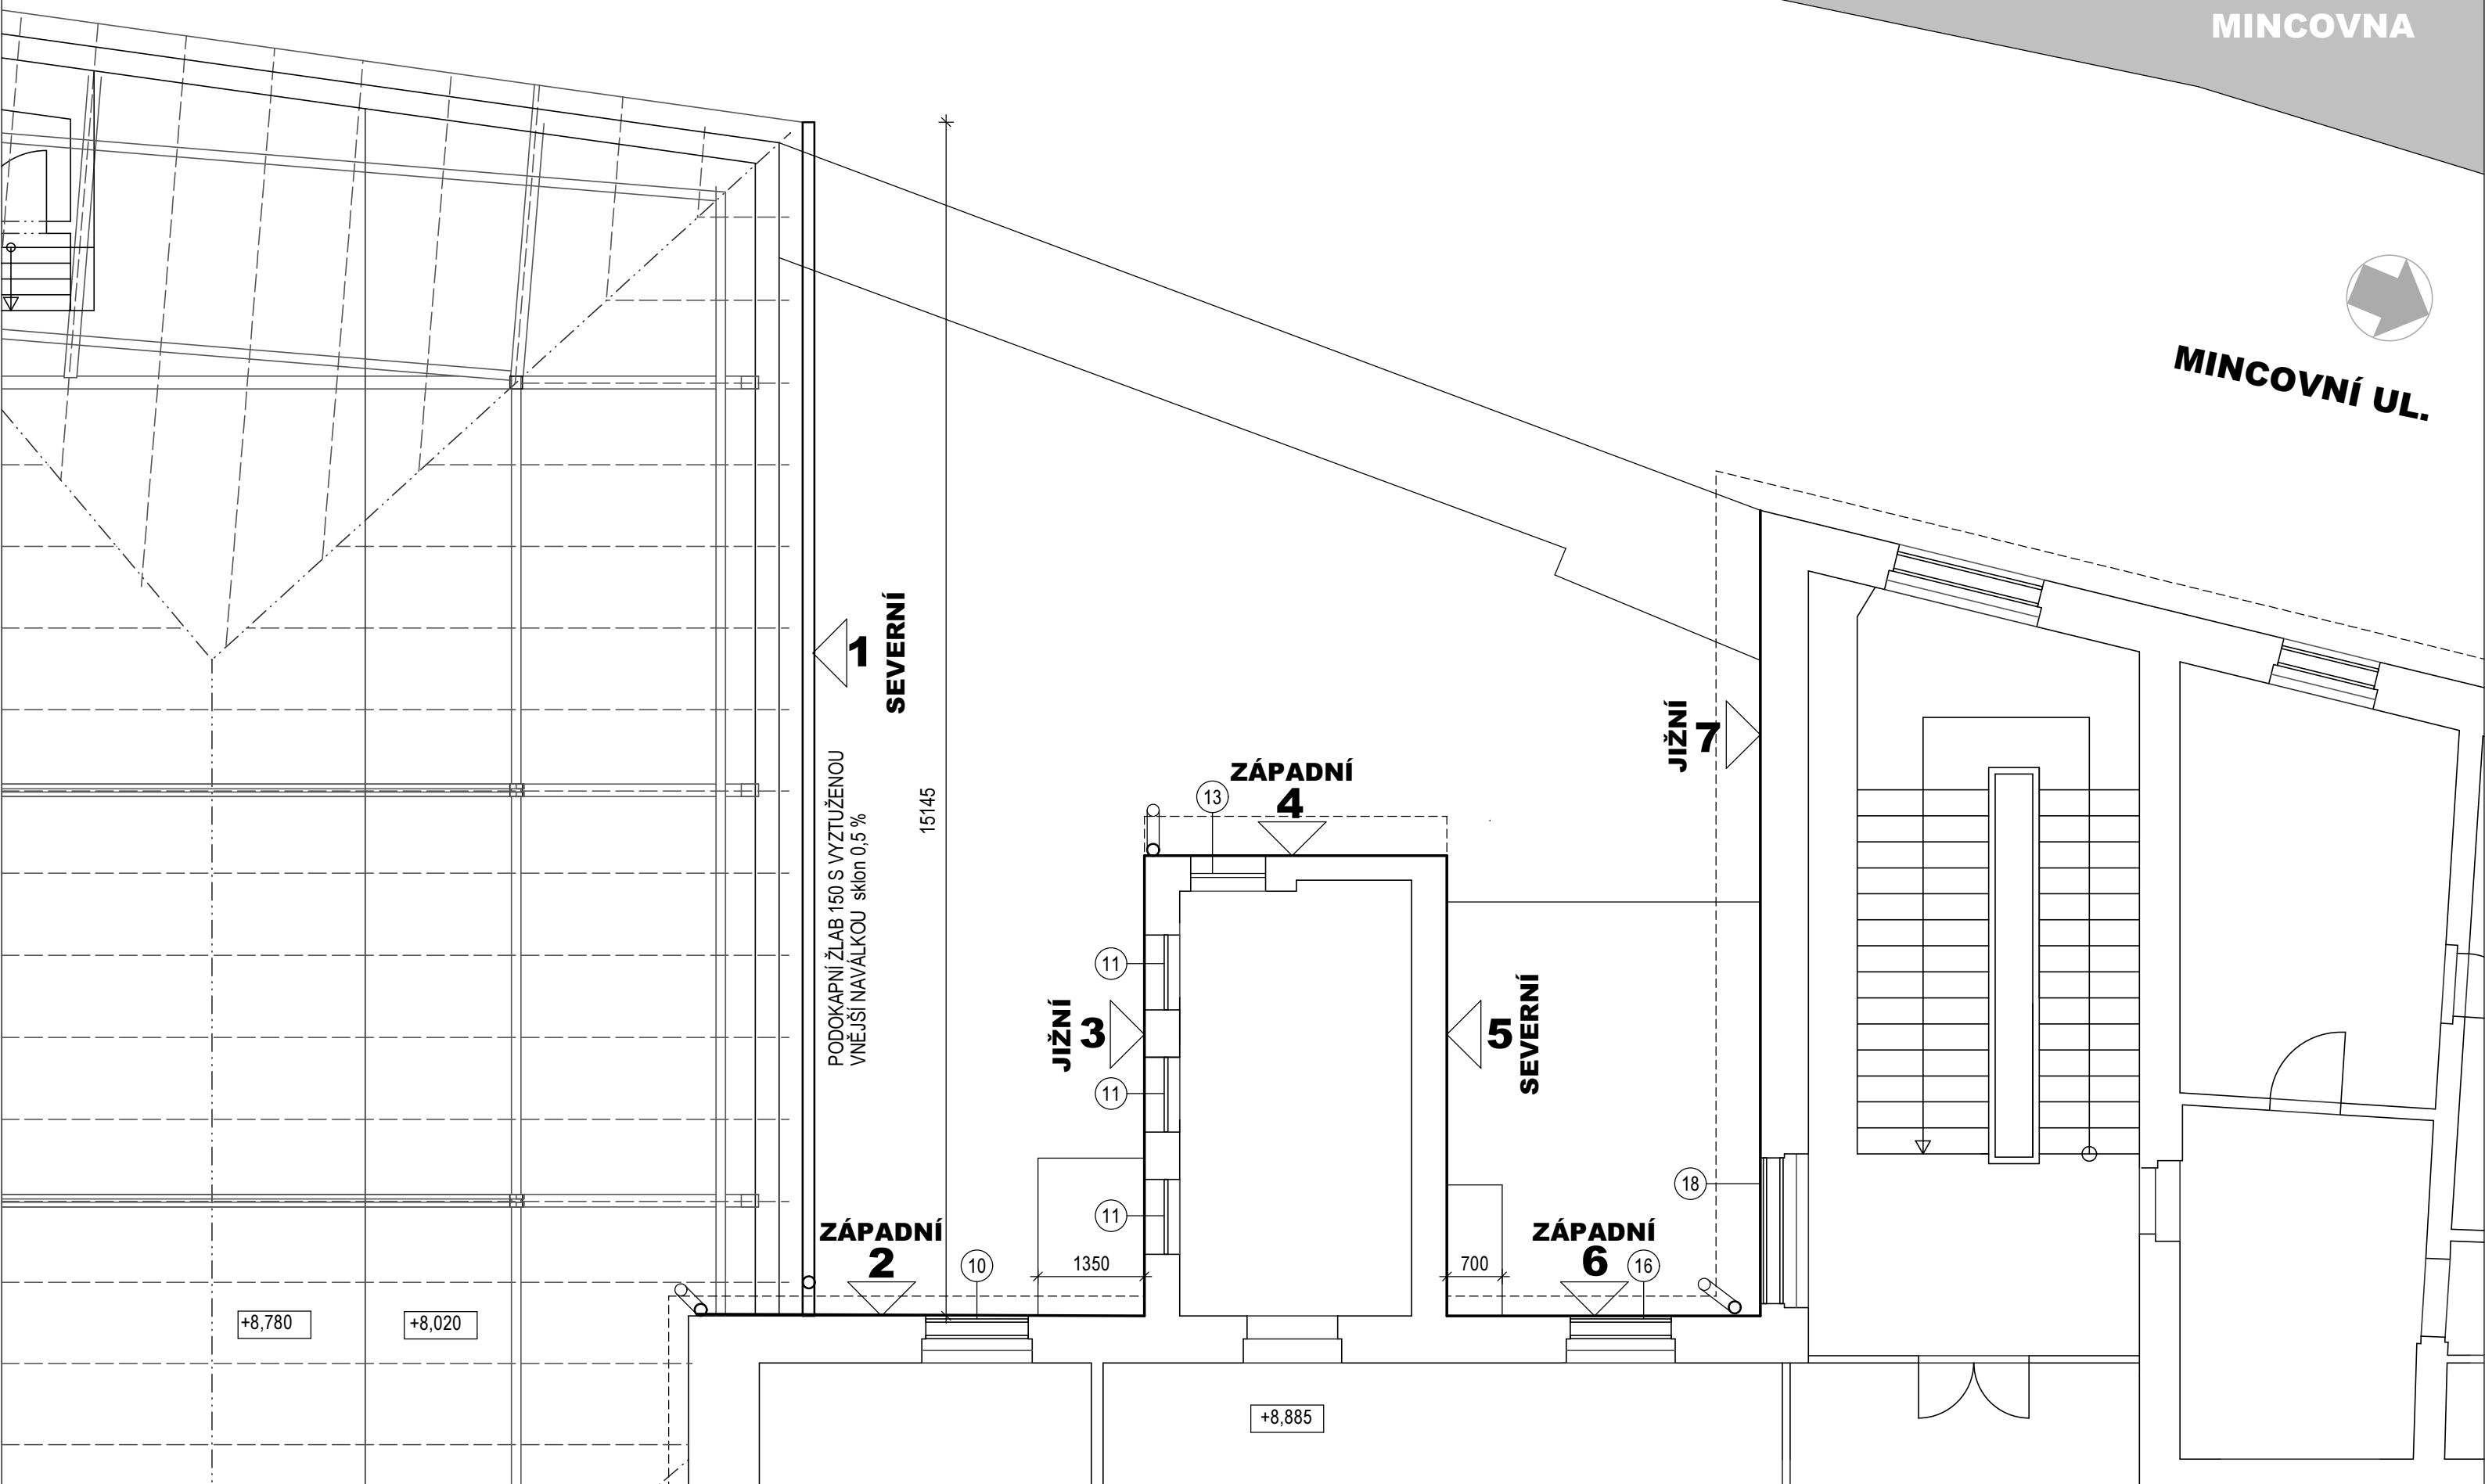 MINCOVNA
MINCOVNÍ UL.
1
SEVERNÍ
PODOKAPNÍ ŽLAB 150 S VYZTUŽENOU
VNĚJŠÍ NAVÁLKOU  sklon 0,5 %
15145
JIŽNÍ
7
ZÁPADNÍ
4
13
11
JIŽNÍ
3
11
11
5
SEVERNÍ
18
ZÁPADNÍ
2
10
1350
700
ZÁPADNÍ
6
16
+8,780
+8,020
+8,885